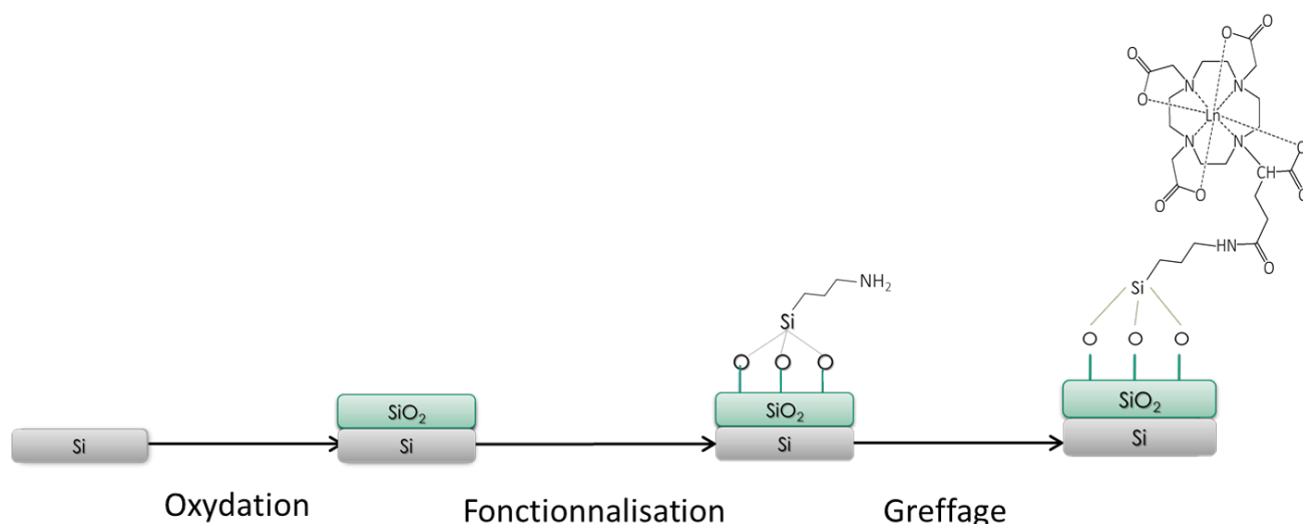 O
O
O
O
N
N
Ln
O
O
N
N
CH
O
O
O
O
HN
O
NH₂
Si
Si
O
O
O
O
O
O
SiO₂
SiO₂
SiO₂
Si
Si
Si
Si
Oxydation
Fonctionnalisation
Greffage